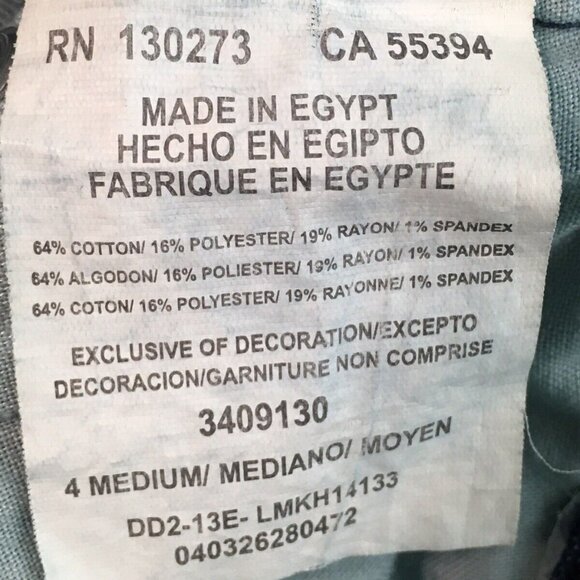 RN 130273 CA 55394
MADE IN EGYPT
HECHO EN EGIPTO
FABRIQUE EN EGYPTE
64% COTTON/ 16% POLYESTER/ 19% RAYON/ 1% SPANDEX
64% ALGODON/ 16% POLIESTER/ 19% RAYON/ 1% SPANDEX
64% COTON/ 16% POLYESTER/ 19% RAYONNE/ 1% SPANDEX
EXCLUSIVE OF DECORATION/EXCEPTO
DECORACION/GARNITURE NON COMPRISE
3409130
4 MEDIUM/ MEDIANO/ MOYEN
DD2-13E- LMKH14133
040326280472